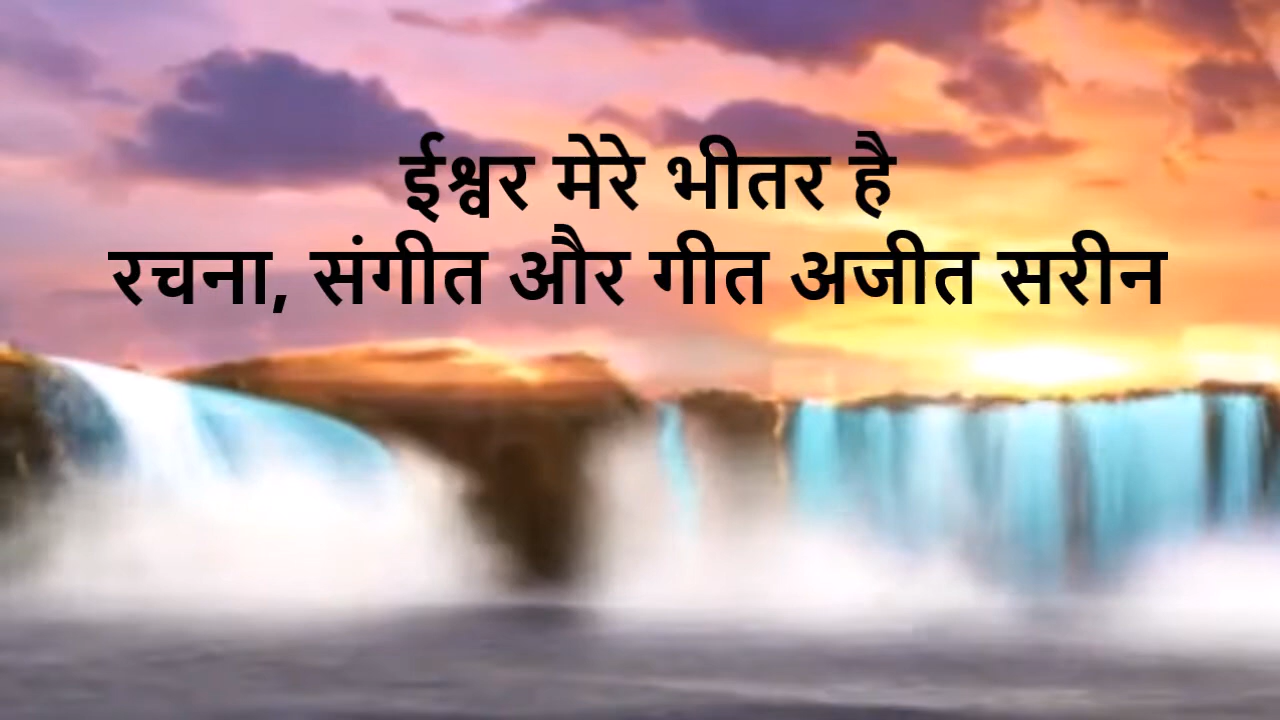 ईश्वर मेरे भीतर है
रचना, संगीत और गीत अजीत सरीन